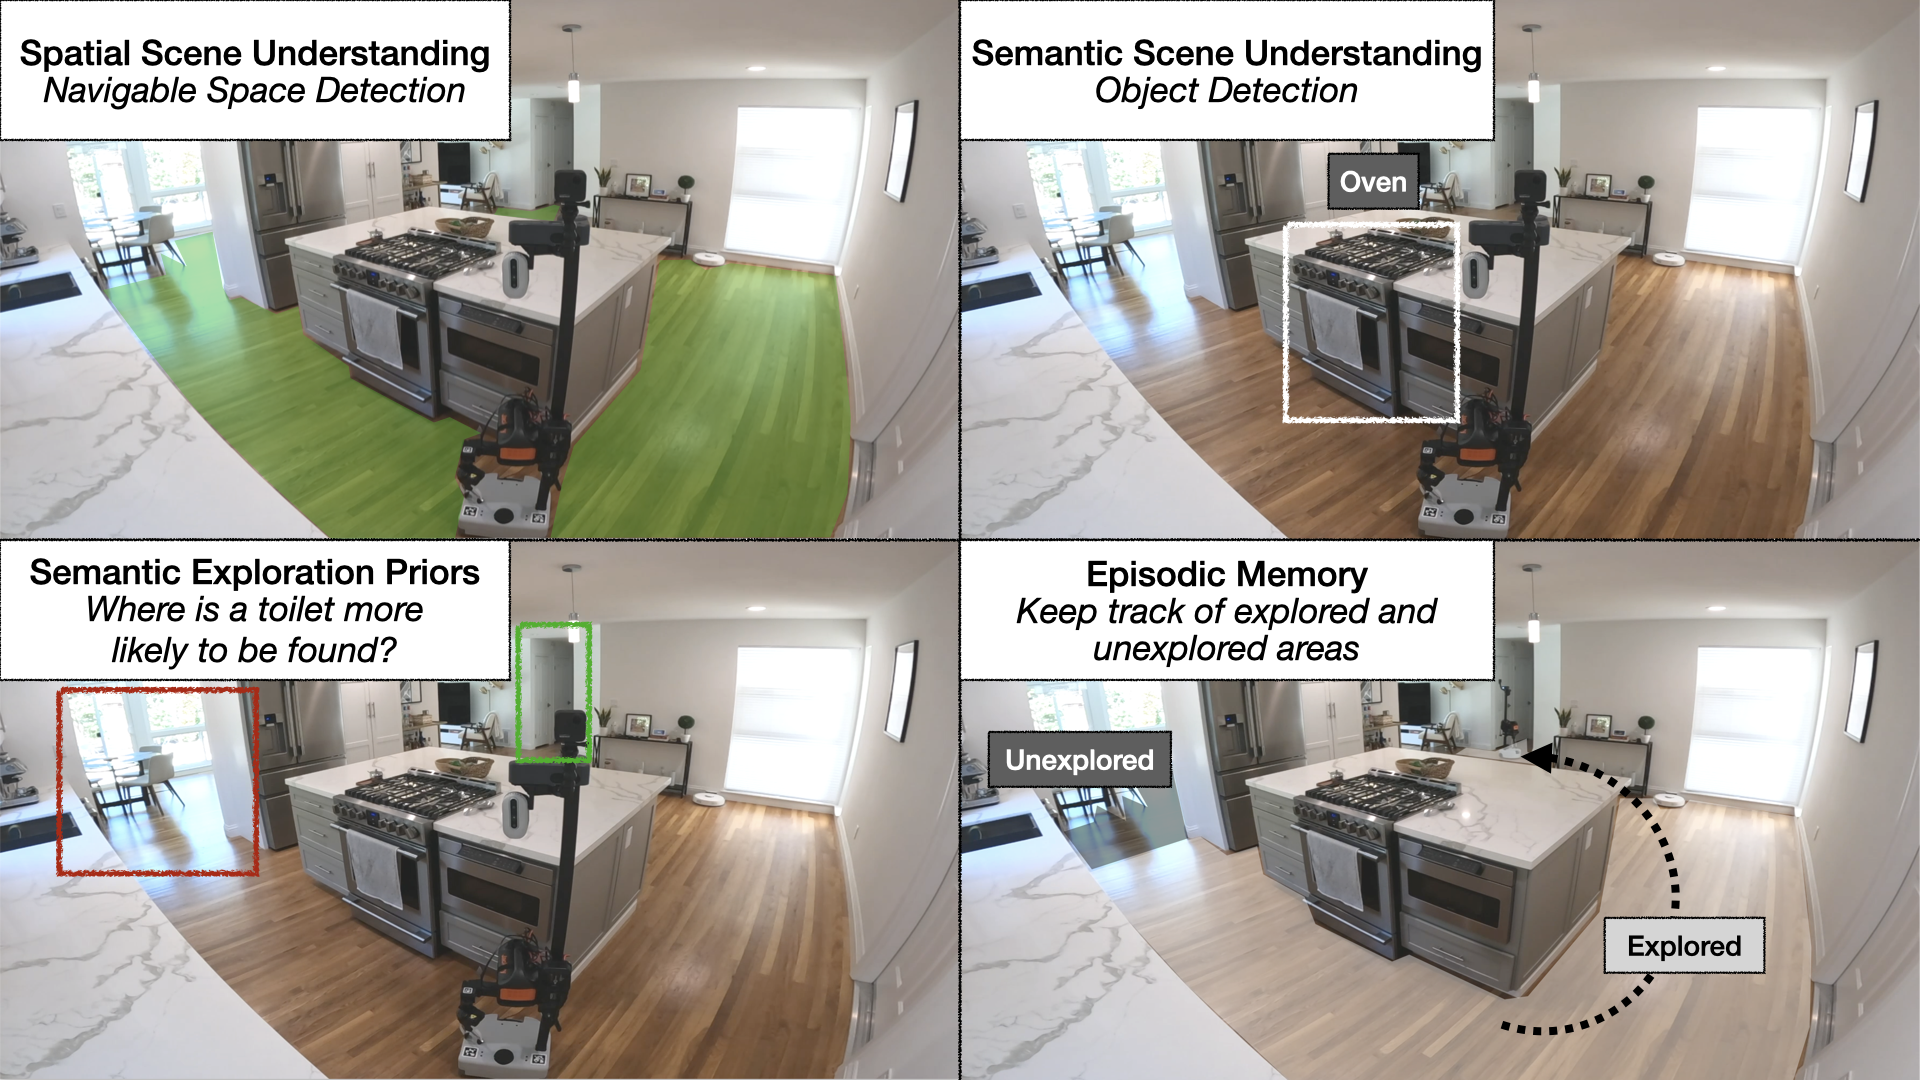 Spatial Scene Understanding
Navigable Space Detection
Semantic Scene Understanding
Object Detection
Oven
Semantic Exploration Priors
Where is a toilet more
likely to be found?
Episodic Memory
Keep track of explored and
unexplored areas
Unexplored
Explored